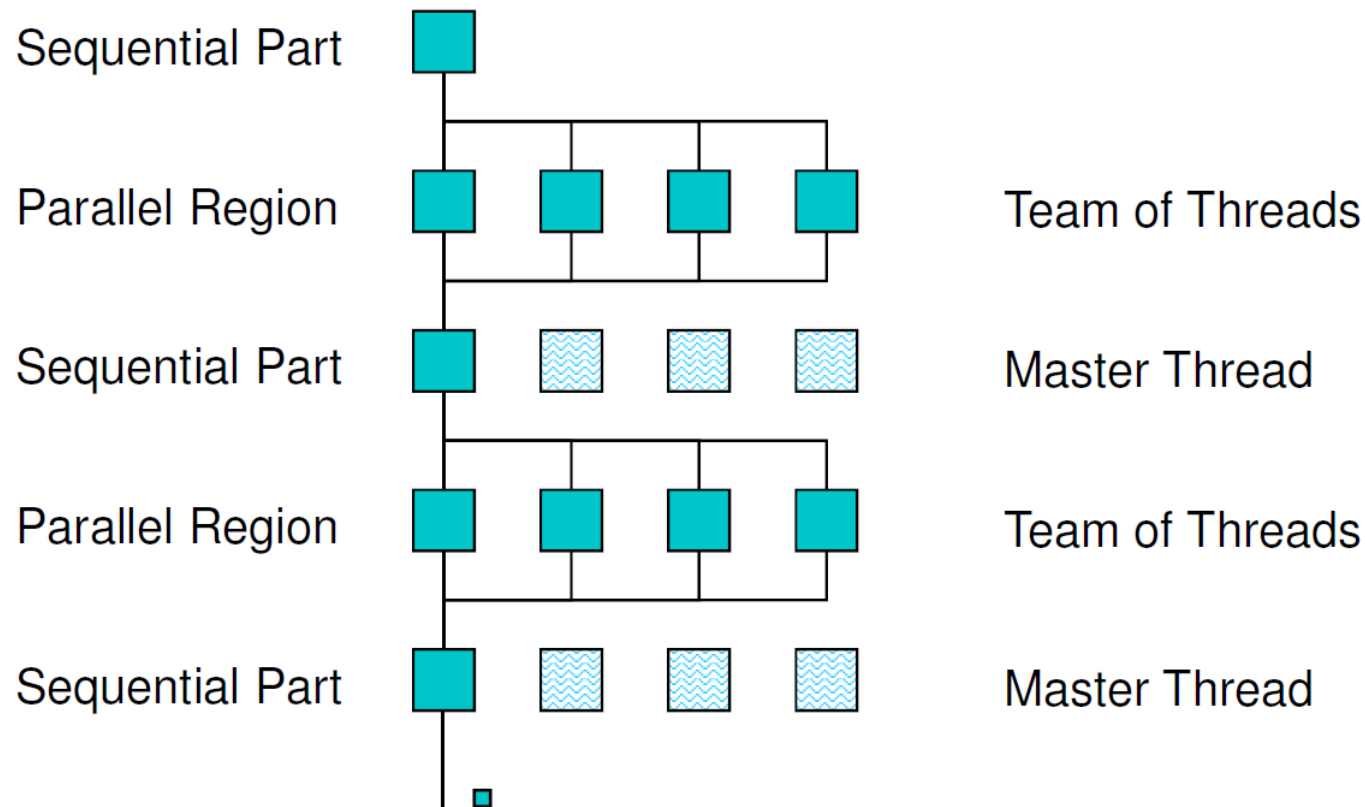 Sequential Part
Parallel Region Team of Threads
Sequential Part Master Thread
Parallel Region Team of Threads
Sequential Part Master Thread